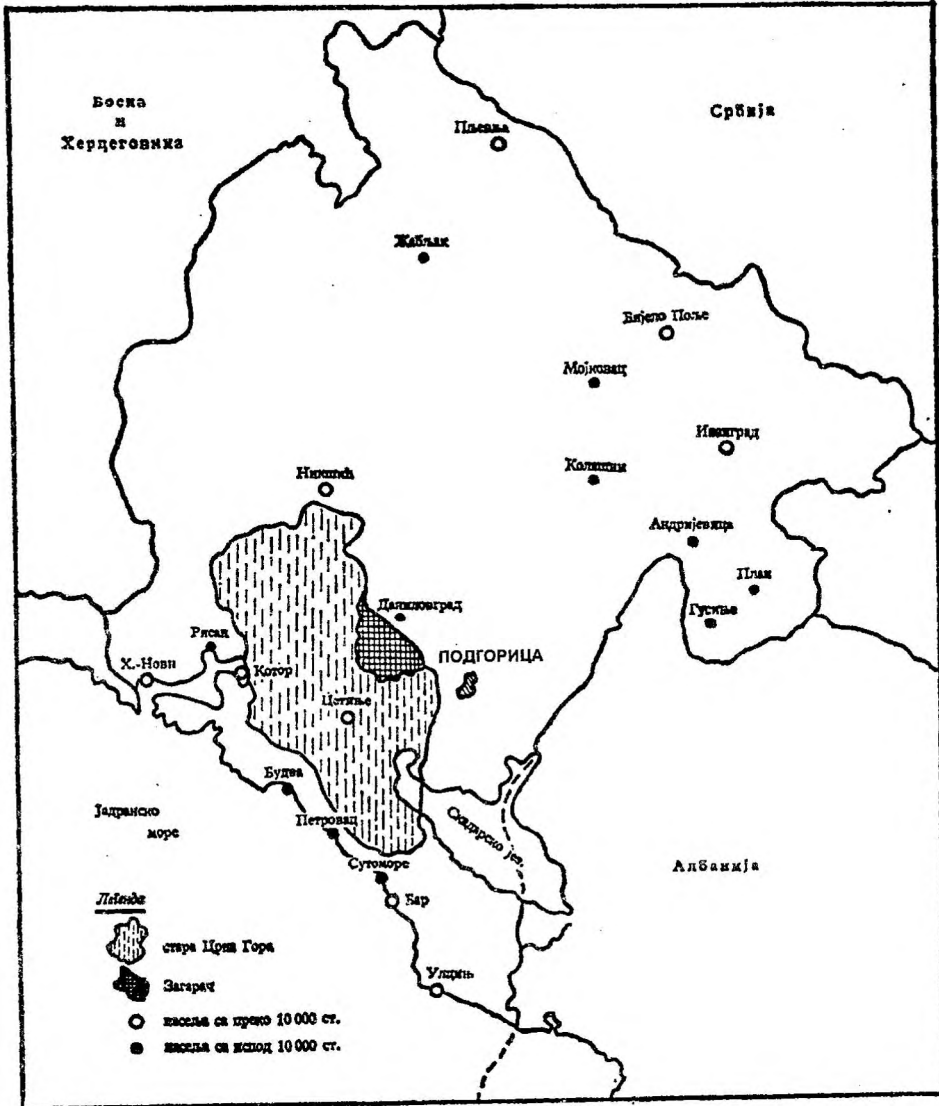 Босна
и
Херцеговина
Србија
Пљевља
Жабљак
Бијело Поље
Мојковац
Иванград
Никшић
Колашин
Андријевица
Плав
Даниловград
Гусиње
Рисан
ПОДГОРИЦА
Х.-Нови
Котор
Цетиње
Будва
Јадранско
море
Петровац
Скадарско јез.
Сутоморе
Албанија
Легенда
Бар
стара Црна Гора
Загарач
Улцињ
насеља са преко 10 000 ст.
насеља са испод 10 000 ст.